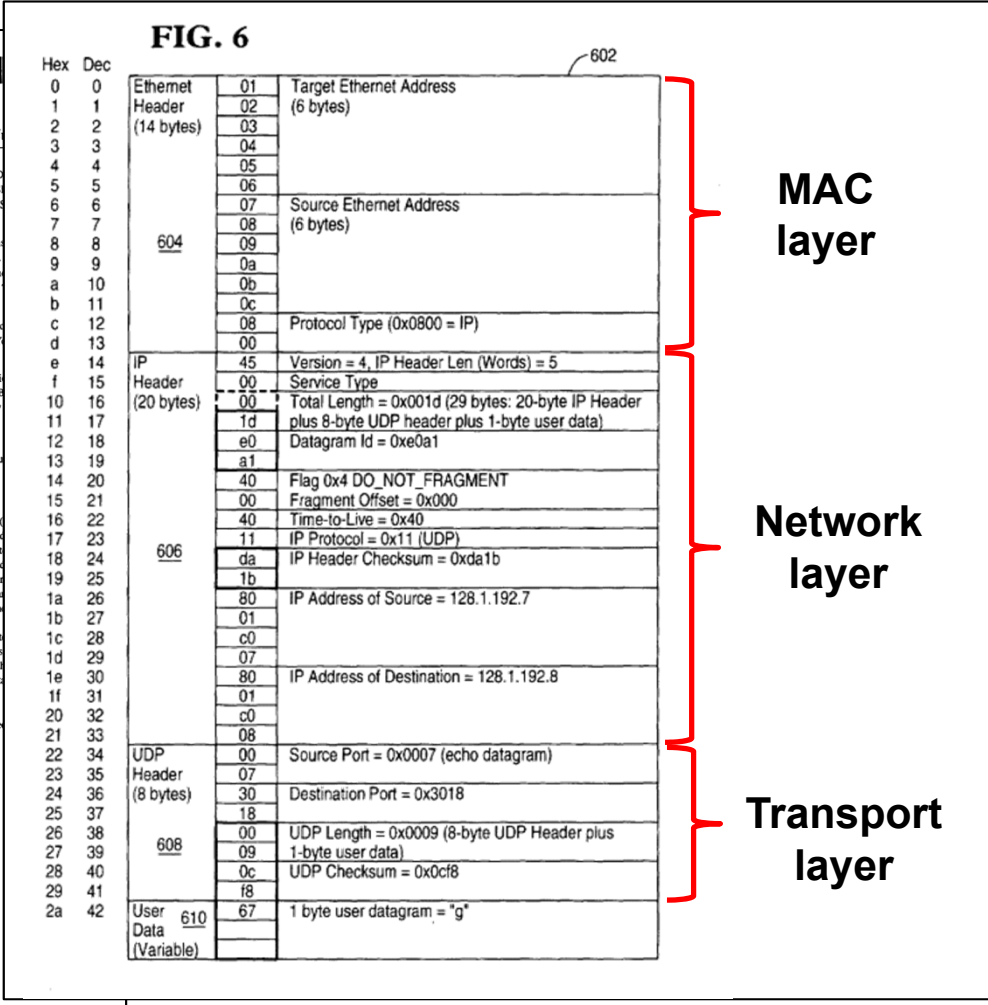 FIG. 6
602
Hex Dec
0 0 Ethernet 01 Target Ethernet Address
1 1 Header 02 (6 bytes)
2 2 (14 bytes) 03
3 3 04
4 4 05
5 5 06
6 6 07 Source Ethernet Address
7 7 08 (6 bytes)
8 8 604 09
9 9 0a
a 10 0b
b 11 0c
c 12 08 Protocol Type (0x0800 = IP)
d 13 00
MAC
layer
e 14 IP 45 Version = 4, IP Header Len (Words) = 5
f 15 Header 00 Service Type
10 16 (20 bytes) 00 Total Length = 0x001d (29 bytes: 20-byte IP Header
11 17 1d plus 8-byte UDP header plus 1-byte user data)
12 18 e0 Datagram Id = 0xe0a1
13 19 a1
14 20 40 Flag 0x4 DO_NOT_FRAGMENT
15 21 00 Fragment Offset = 0x000
16 22 40 Time-to-Live = 0x40
17 23 11 IP Protocol = 0x11 (UDP)
18 24 606 da IP Header Checksum = 0xda1b
19 25 1b
1a 26 80 IP Address of Source = 128.1.192.7
1b 27 01
1c 28 c0
1d 29 07
1e 30 80 IP Address of Destination = 128.1.192.8
1f 31 01
20 32 c0
21 33 08
Network
layer
22 34 UDP 00 Source Port = 0x0007 (echo datagram)
23 35 Header 07
24 36 (8 bytes) 30 Destination Port = 0x3018
25 37 18
26 38 00 UDP Length = 0x0009 (8-byte UDP Header plus
27 39 608 09 1-byte user data)
28 40 0c UDP Checksum = 0x0cf8
29 41 f8
Transport
layer
2a 42 User 610 67 1 byte user datagram = "g"
Data
(Variable)